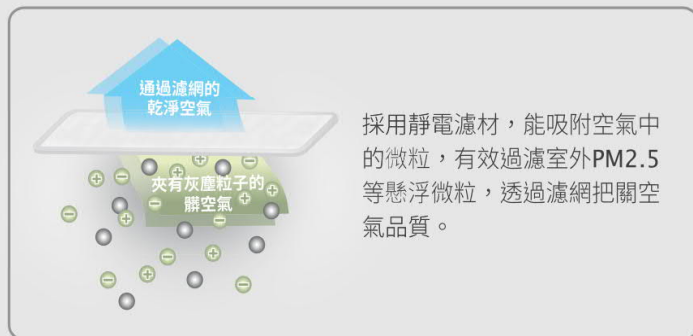 通過濾網的
乾淨空氣
夾有灰塵粒子的
髒空氣
採用靜電濾材，能吸附空氣中
的微粒，有效過濾室外PM2.5
等懸浮微粒，透過濾網把關空
氣品質。